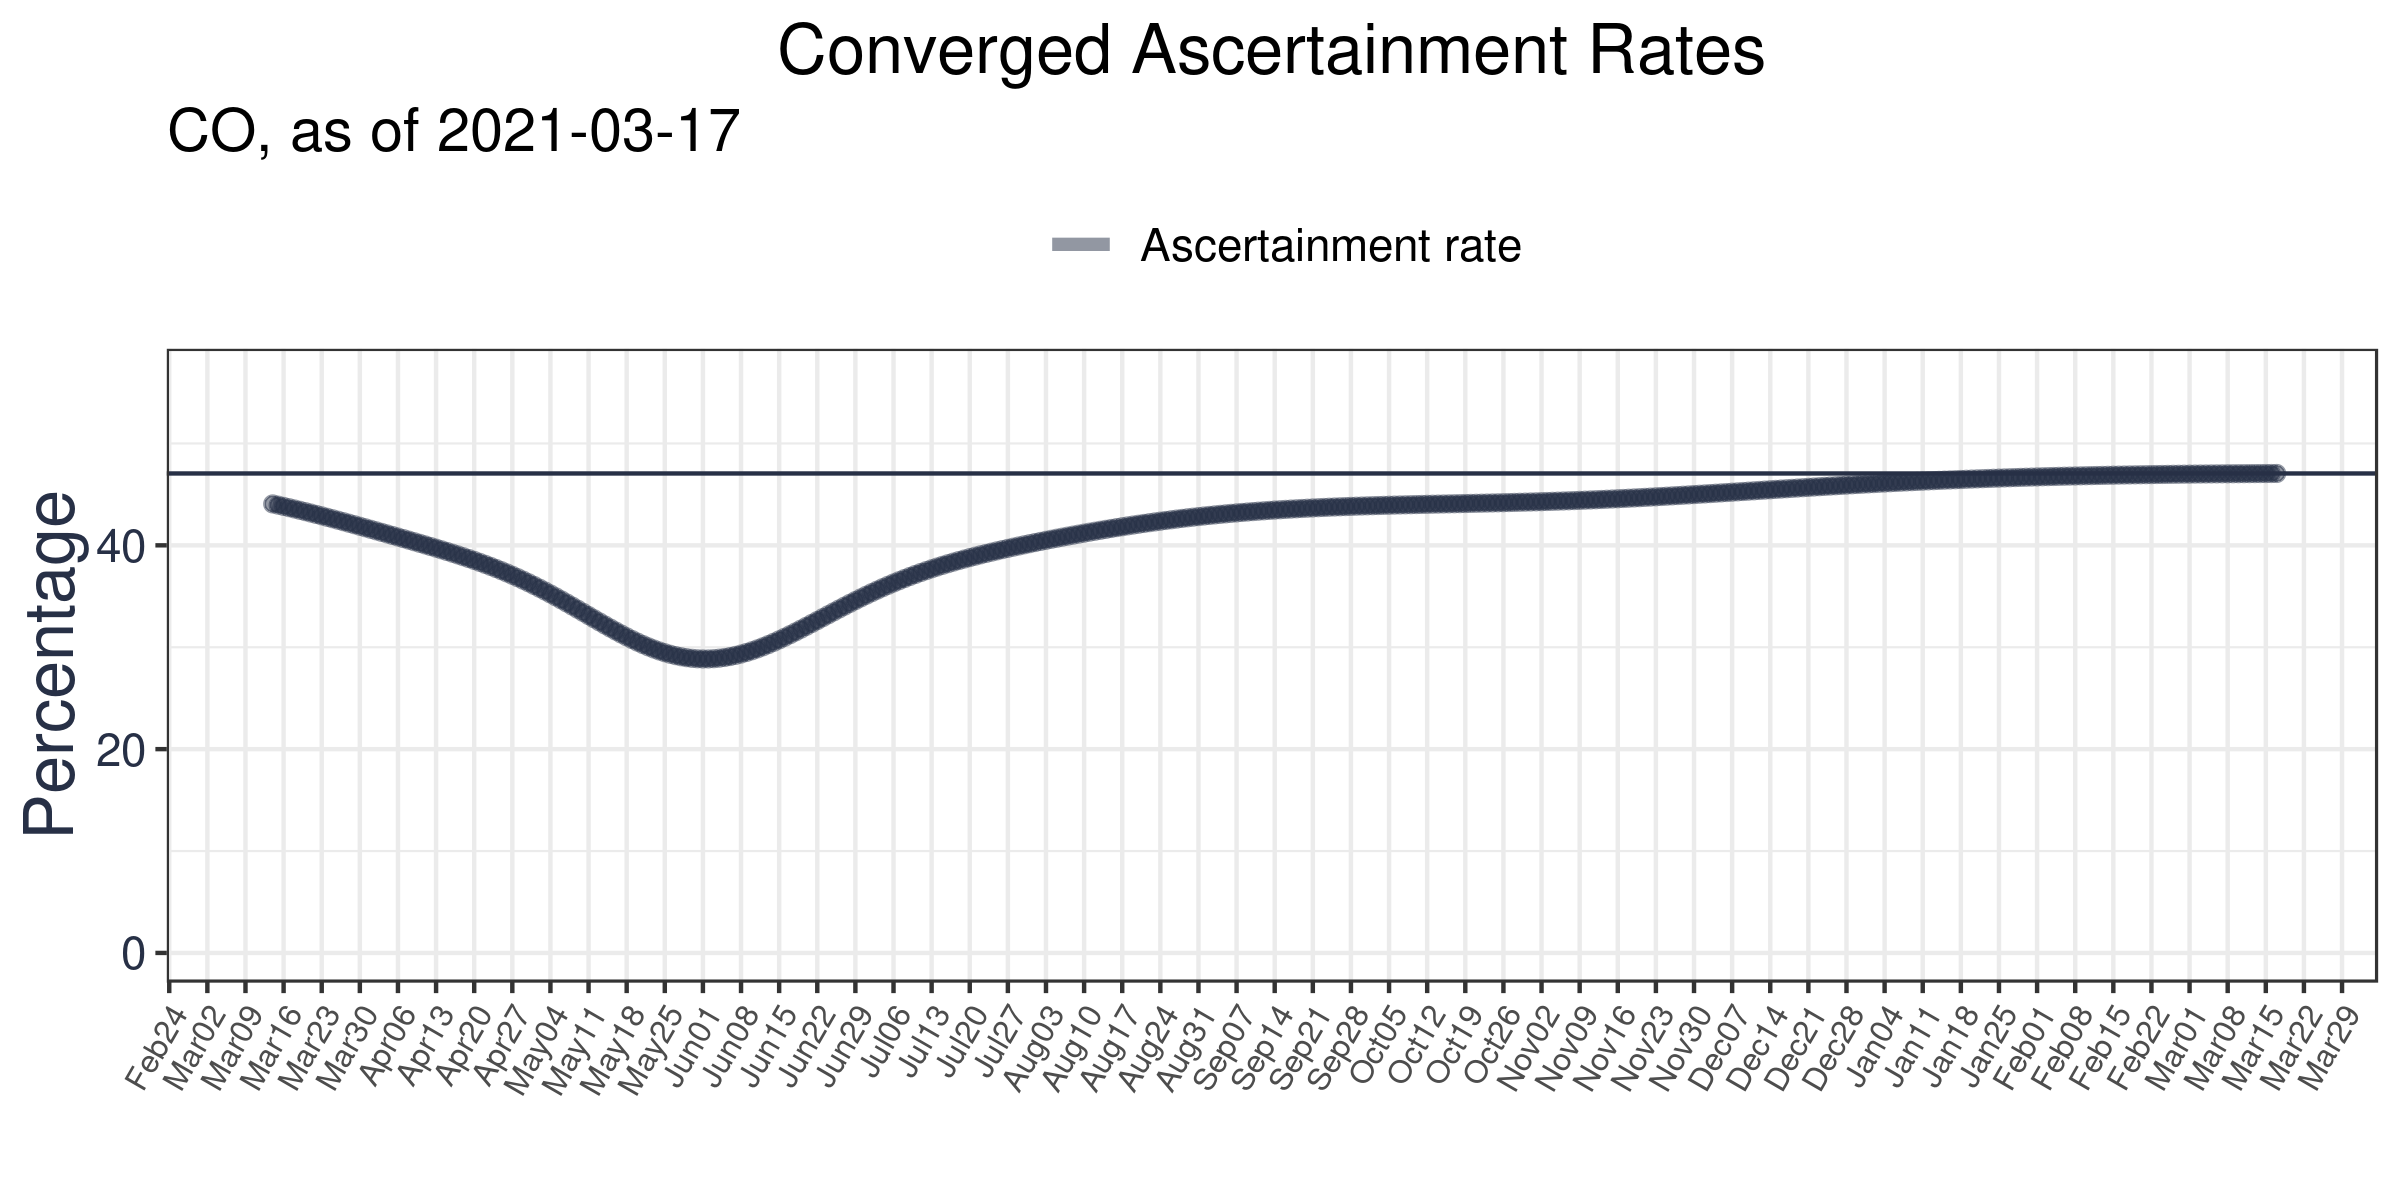 Converged Ascertainment Rates
CO, as of 2021-03-17
Ascertainment rate
Percentage
40
20
0
Feb24
Mar02
Mar09
Mar16
Mar23
Mar30
Apr06
Apr13
Apr20
Apr27
May04
May11
May18
May25
Jun01
Jun08
Jun15
Jun22
Jun29
Jul06
Jul13
Jul20
Jul27
Aug03
Aug10
Aug17
Aug24
Aug31
Sep07
Sep14
Sep21
Sep28
Oct05
Oct12
Oct19
Oct26
Nov02
Nov09
Nov16
Nov23
Nov30
Dec07
Dec14
Dec21
Dec28
Jan04
Jan11
Jan18
Jan25
Feb01
Feb08
Feb15
Feb22
Mar01
Mar08
Mar15
Mar22
Mar29